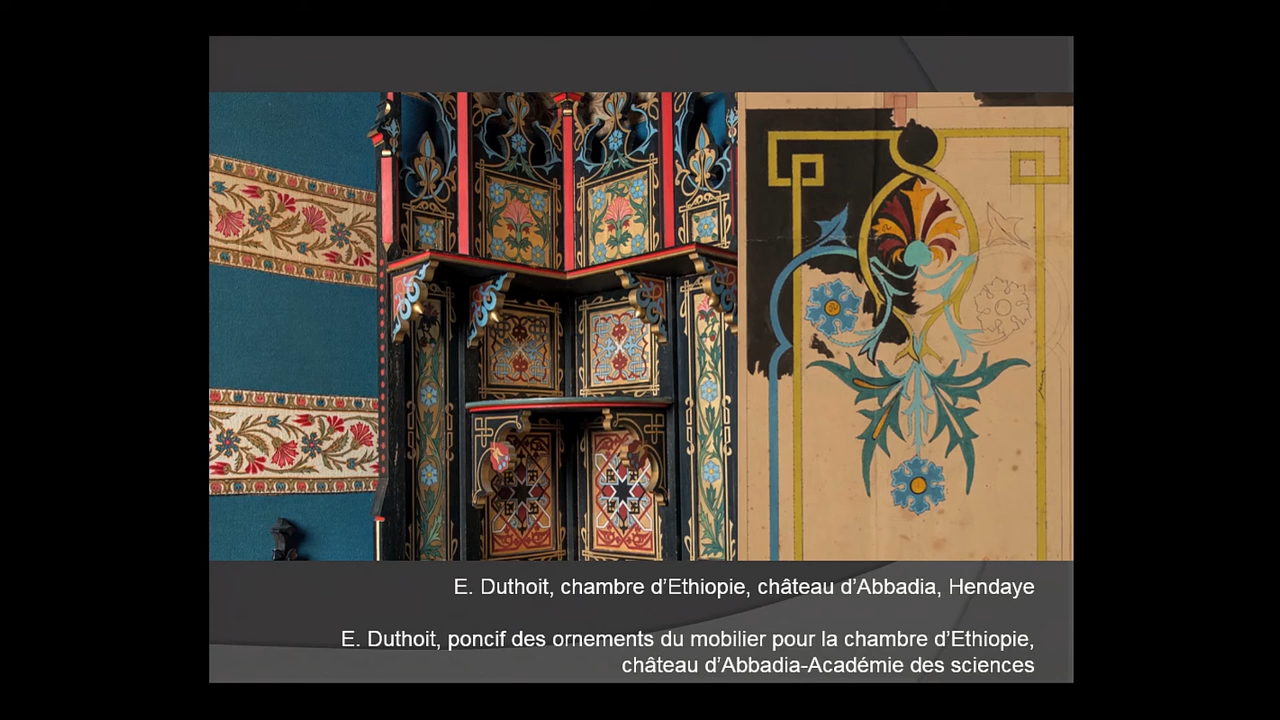 E. Duthoit, chambre d’Ethiopie, château d’Abbadia, Hendaye
E. Duthoit, poncif des ornements du mobilier pour la chambre d’Ethiopie,
château d’Abbadia-Académie des sciences